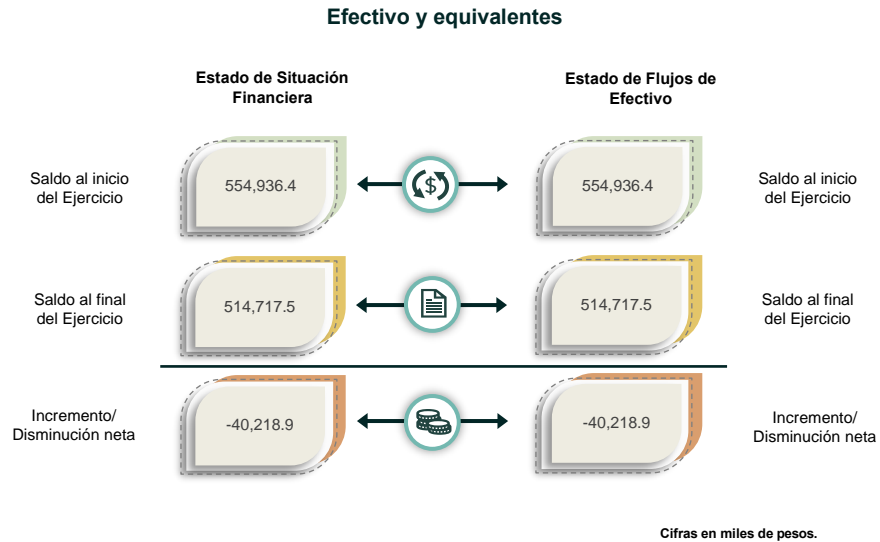 Efectivo y equivalentes
Estado de Situación
Financiera
Estado de Flujos de
Efectivo
Saldo al inicio
del Ejercicio
554,936.4
$
554,936.4
Saldo al inicio
del Ejercicio
Saldo al final
del Ejercicio
514,717.5
514,717.5
Saldo al final
del Ejercicio
Incremento/
Disminución neta
-40,218.9
-40,218.9
Incremento/
Disminución neta
Cifras en miles de pesos.